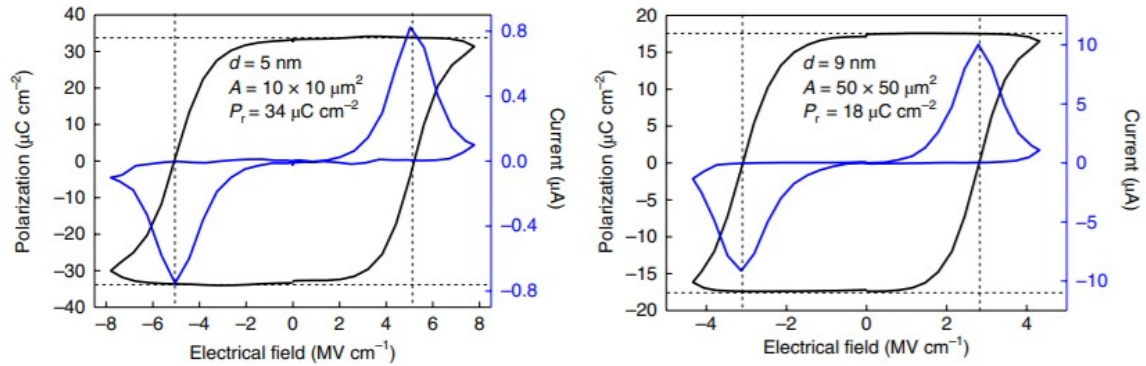 40
30
20
10
0
−10
−20
−30
−40
Polarization (μC cm⁻²)
d = 5 nm
A = 10 × 10 μm²
Pᵣ = 34 μC cm⁻²
0.8
0.4
0.0
−0.4
−0.8
Current (μA)
−8 −6 −4 −2 0 2 4 6 8
Electrical field (MV cm⁻¹)
20
15
10
5
0
−5
−10
−15
−20
Polarization (μC cm⁻²)
d = 9 nm
A = 50 × 50 μm²
Pᵣ = 18 μC cm⁻²
10
5
0
−5
−10
Current (μA)
−4 −2 0 2 4
Electrical field (MV cm⁻¹)